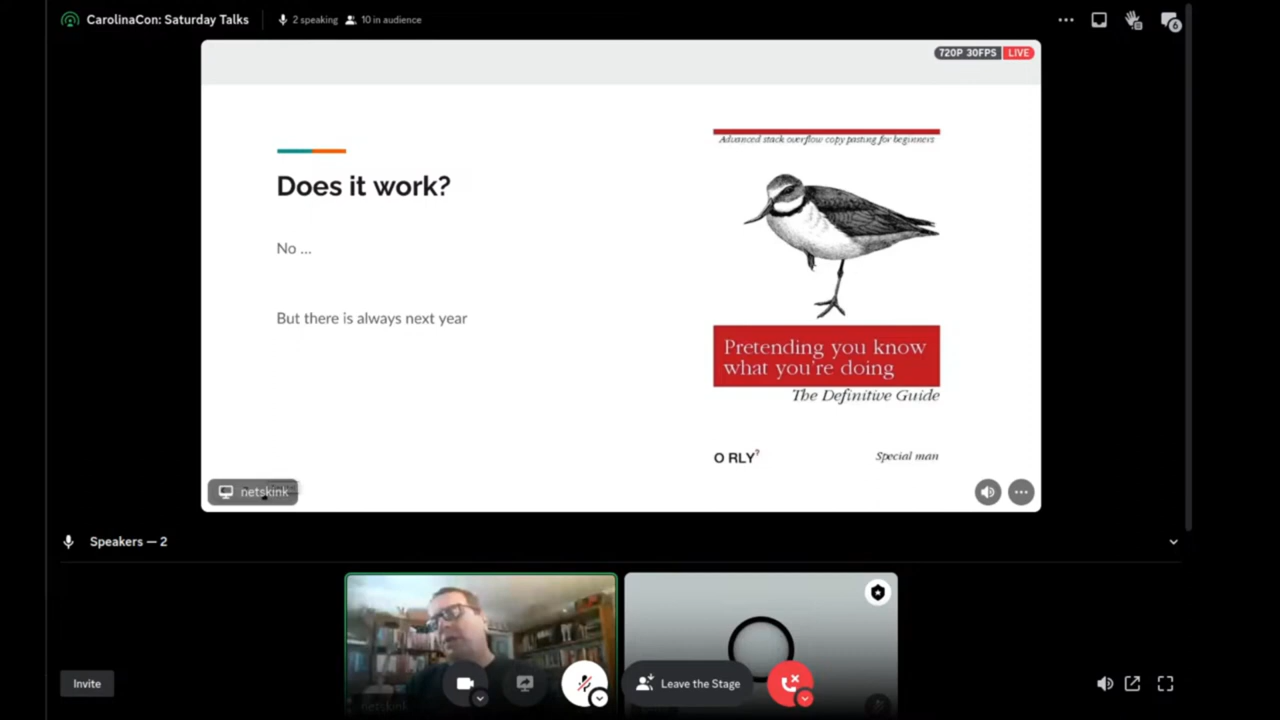 CarolinaCon: Saturday Talks
2 speaking
10 in audience
6
720P 30FPS
LIVE
Does it work?
No ...
But there is always next year
Advanced stack overflow copy pasting for beginners
Pretending you know
what you're doing
The Definitive Guide
O RLY?
Special man
netskink
Speakers — 2
netskink
Leave the Stage
Invite